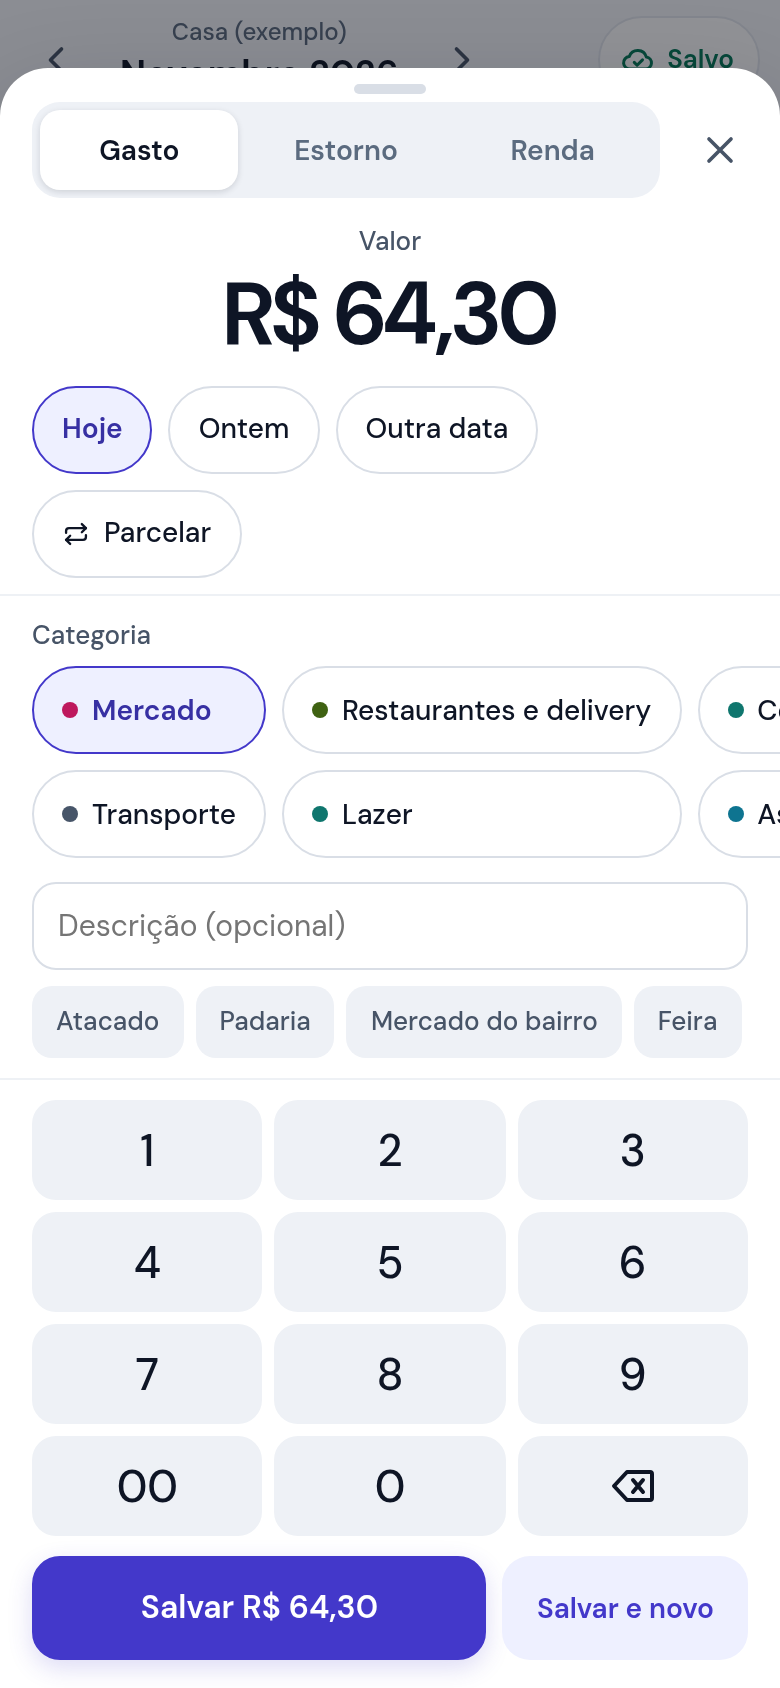 Casa (exemplo)
Novembro 2026
Salvo
Gasto
Estorno
Renda
Valor
R$ 64,30
Hoje
Ontem
Outra data
Parcelar
Categoria
Mercado
Restaurantes e delivery
Transporte
Lazer
Descrição (opcional)
Atacado
Padaria
Mercado do bairro
Feira
1
2
3
4
5
6
7
8
9
00
0
Salvar R$ 64,30
Salvar e novo